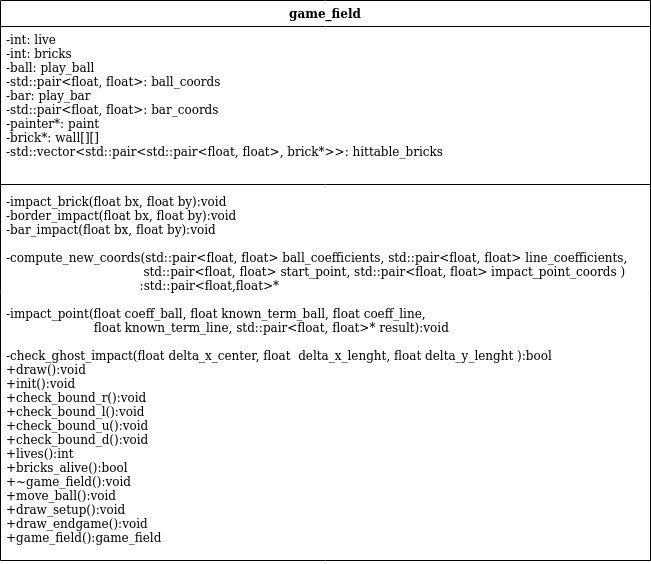 game_field
-int: live
-int: bricks
-ball: play_ball
-std::pair<float, float>: ball_coords
-bar: play_bar
-std::pair<float, float>: bar_coords
-painter*: paint
-brick*: wall[][]
-std::vector<std::pair<std::pair<float, float>, brick*>>: hittable_bricks
-impact_brick(float bx, float by):void
-border_impact(float bx, float by):void
-bar_impact(float bx, float by):void
-compute_new_coords(std::pair<float, float> ball_coefficients, std::pair<float, float> line_coefficients,
std::pair<float, float> start_point, std::pair<float, float> impact_point_coords )
:std::pair<float,float>*
-impact_point(float coeff_ball, float known_term_ball, float coeff_line,
float known_term_line, std::pair<float, float>* result):void
-check_ghost_impact(float delta_x_center, float  delta_x_lenght, float delta_y_lenght ):bool
+draw():void
+init():void
+check_bound_r():void
+check_bound_l():void
+check_bound_u():void
+check_bound_d():void
+lives():int
+bricks_alive():bool
+~game_field():void
+move_ball():void
+draw_setup():void
+draw_endgame():void
+game_field():game_field